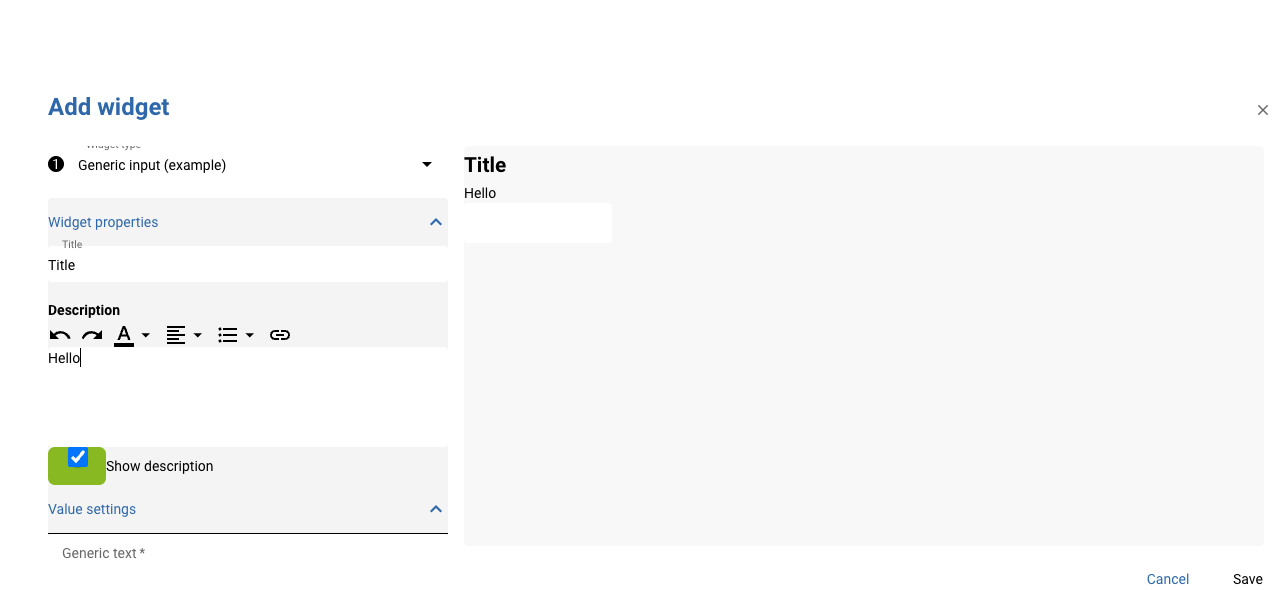 Add widget
Widget type
1
Generic input (example)
Widget properties
Title
Title
Description
A
Hello
Show description
Value settings
Generic text *
Title
Hello
Cancel
Save